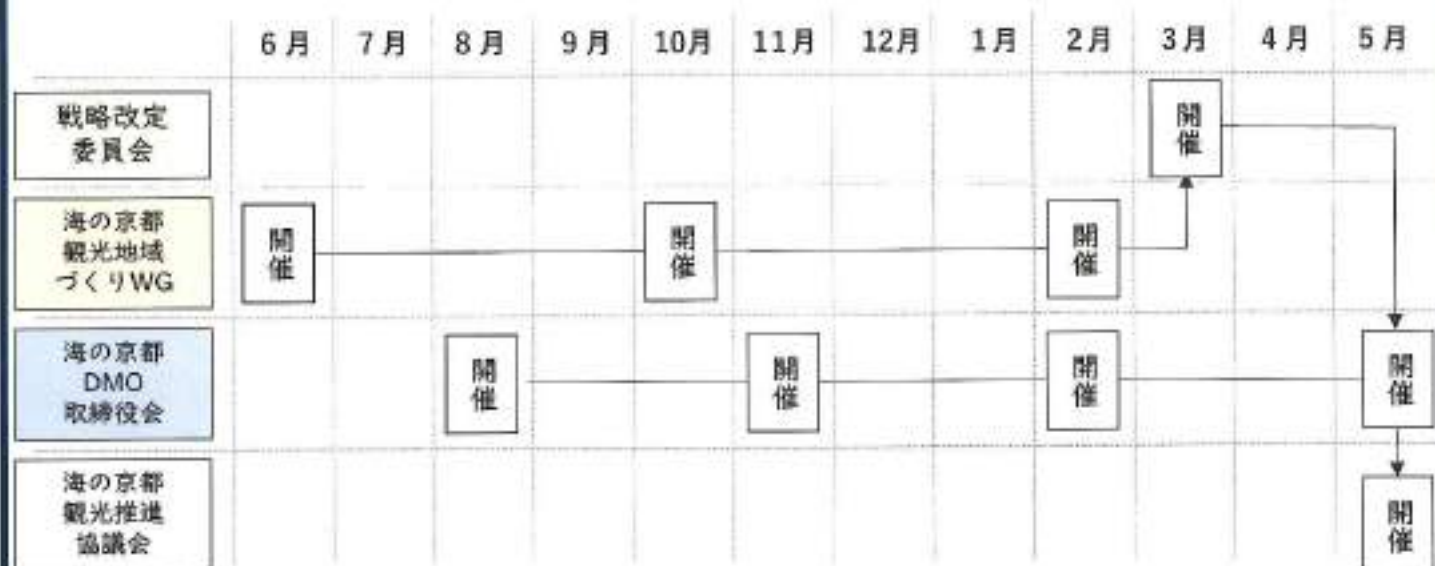 6月 7月 8月 9月 10月 11月 12月 1月 2月 3月 4月 5月
戦略改定
委員会
開催
海の京都
観光地域
づくりWG
開催
開催
開催
海の京都
DMO
取締役会
開催
開催
開催
開催
海の京都
観光推進
協議会
開催